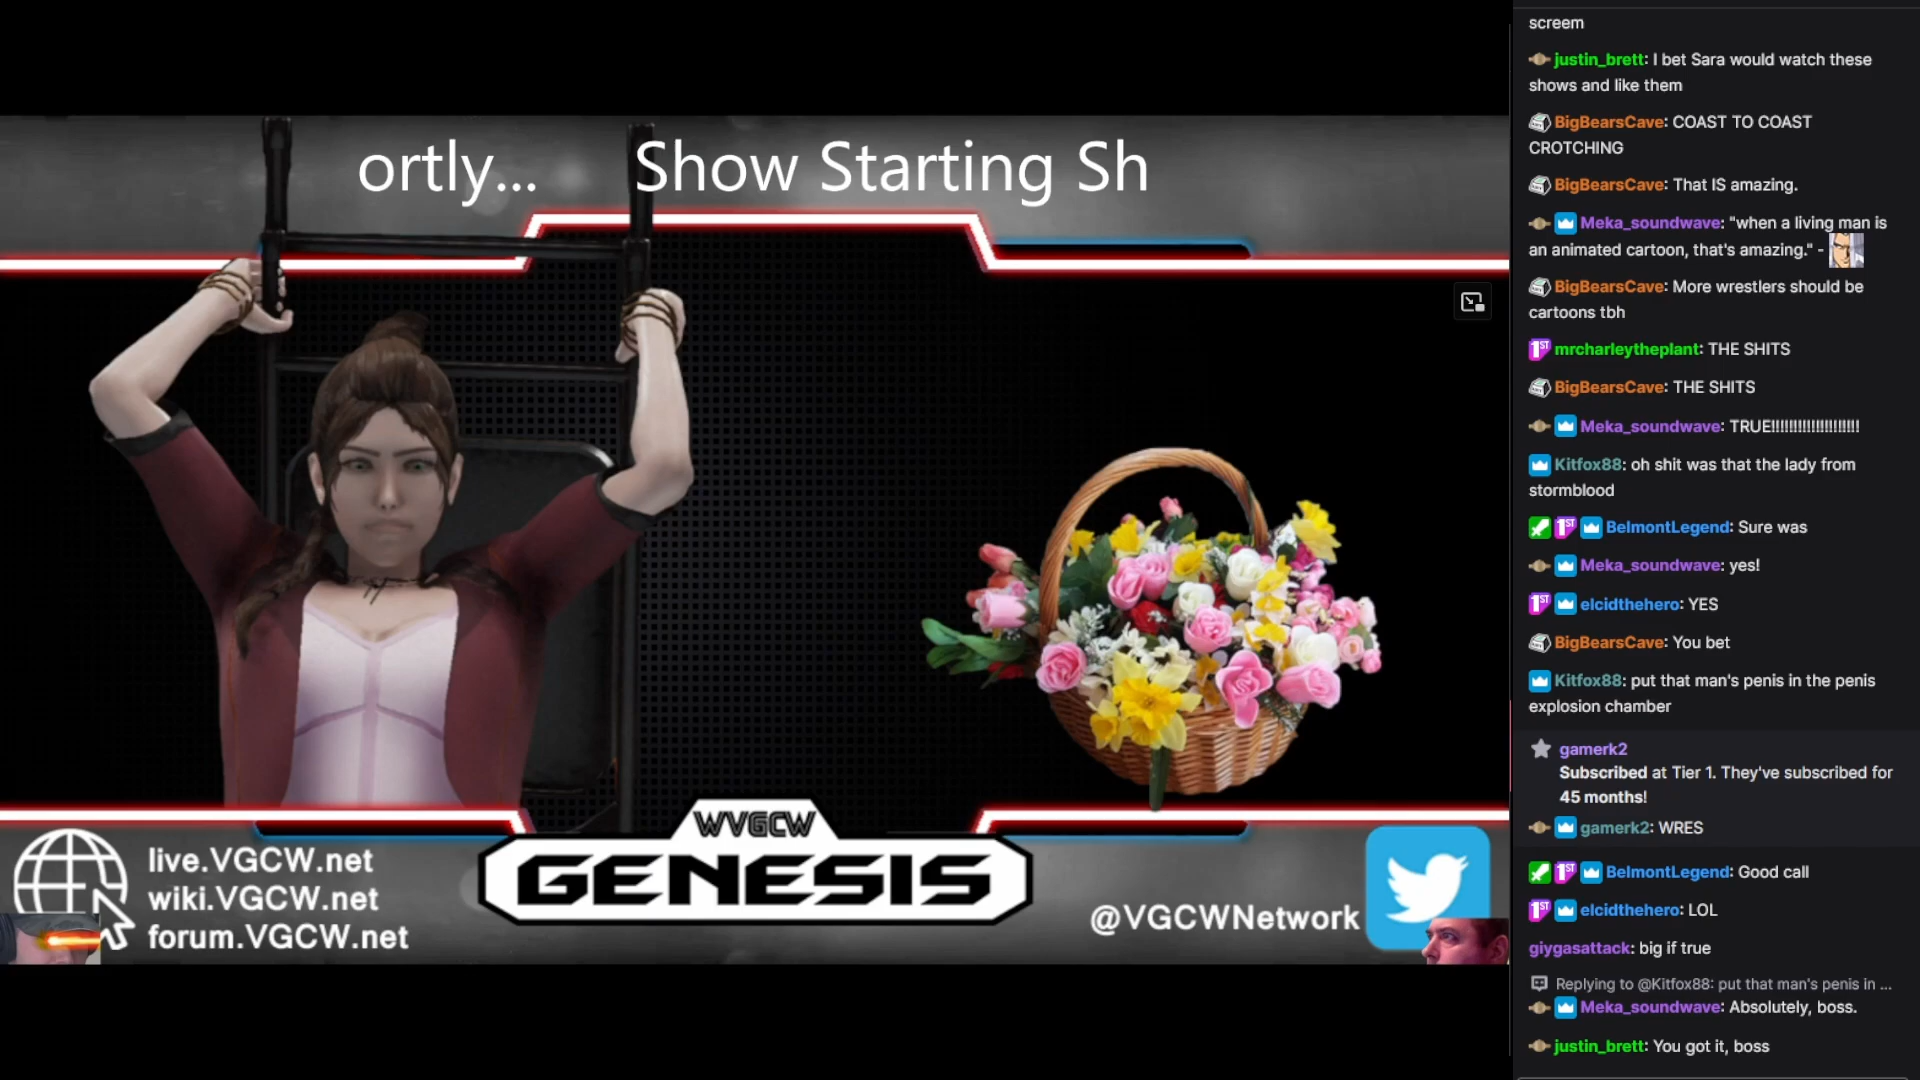 ortly... Show Starting Sh
WVGCW
GENESIS
live.VGCW.net
wiki.VGCW.net
forum.VGCW.net
@VGCWNetwork
screem
justin_brett: I bet Sara would watch these
shows and like them
BigBearsCave: COAST TO COAST
CROTCHING
BigBearsCave: That IS amazing.
Meka_soundwave: "when a living man is
an animated cartoon, that's amazing." -
BigBearsCave: More wrestlers should be
cartoons tbh
1ST mrcharleytheplant: THE SHITS
BigBearsCave: THE SHITS
Meka_soundwave: TRUE!!!!!!!!!!!!!!!!!!!!
Kitfox88: oh shit was that the lady from
stormblood
1ST BelmontLegend: Sure was
Meka_soundwave: yes!
1ST elcidthehero: YES
BigBearsCave: You bet
Kitfox88: put that man's penis in the penis
explosion chamber
gamerk2
Subscribed at Tier 1. They've subscribed for
45 months!
gamerk2: WRES
1ST BelmontLegend: Good call
1ST elcidthehero: LOL
giygasattack: big if true
Replying to @Kitfox88: put that man's penis in ...
Meka_soundwave: Absolutely, boss.
justin_brett: You got it, boss